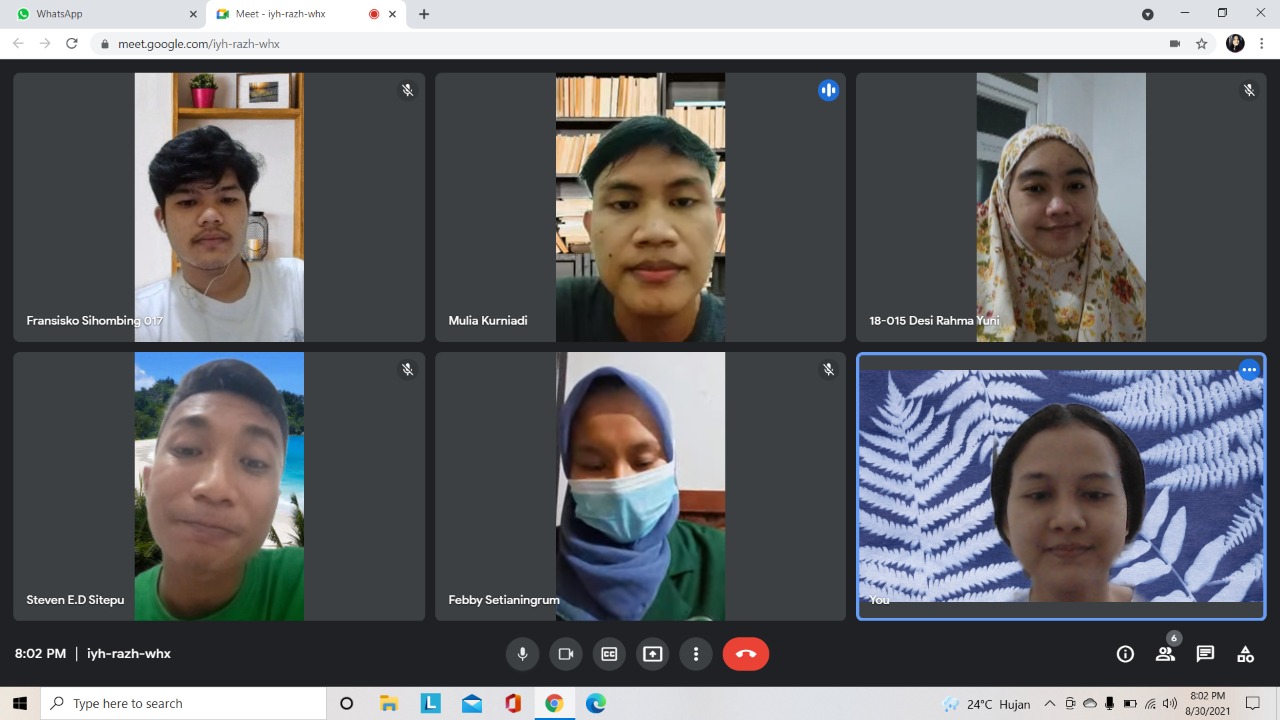 WhatsApp
Meet - iyh-razh-whx
meet.google.com/iyh-razh-whx
Fransisko Sihombing 017
Mulia Kurniadi
18-015 Desi Rahma Yuni
Steven E.D Sitepu
Febby Setianingrum
You
8:02 PM | iyh-razh-whx
CC
6
Type here to search
L
24°C Hujan
8:02 PM
8/30/2021